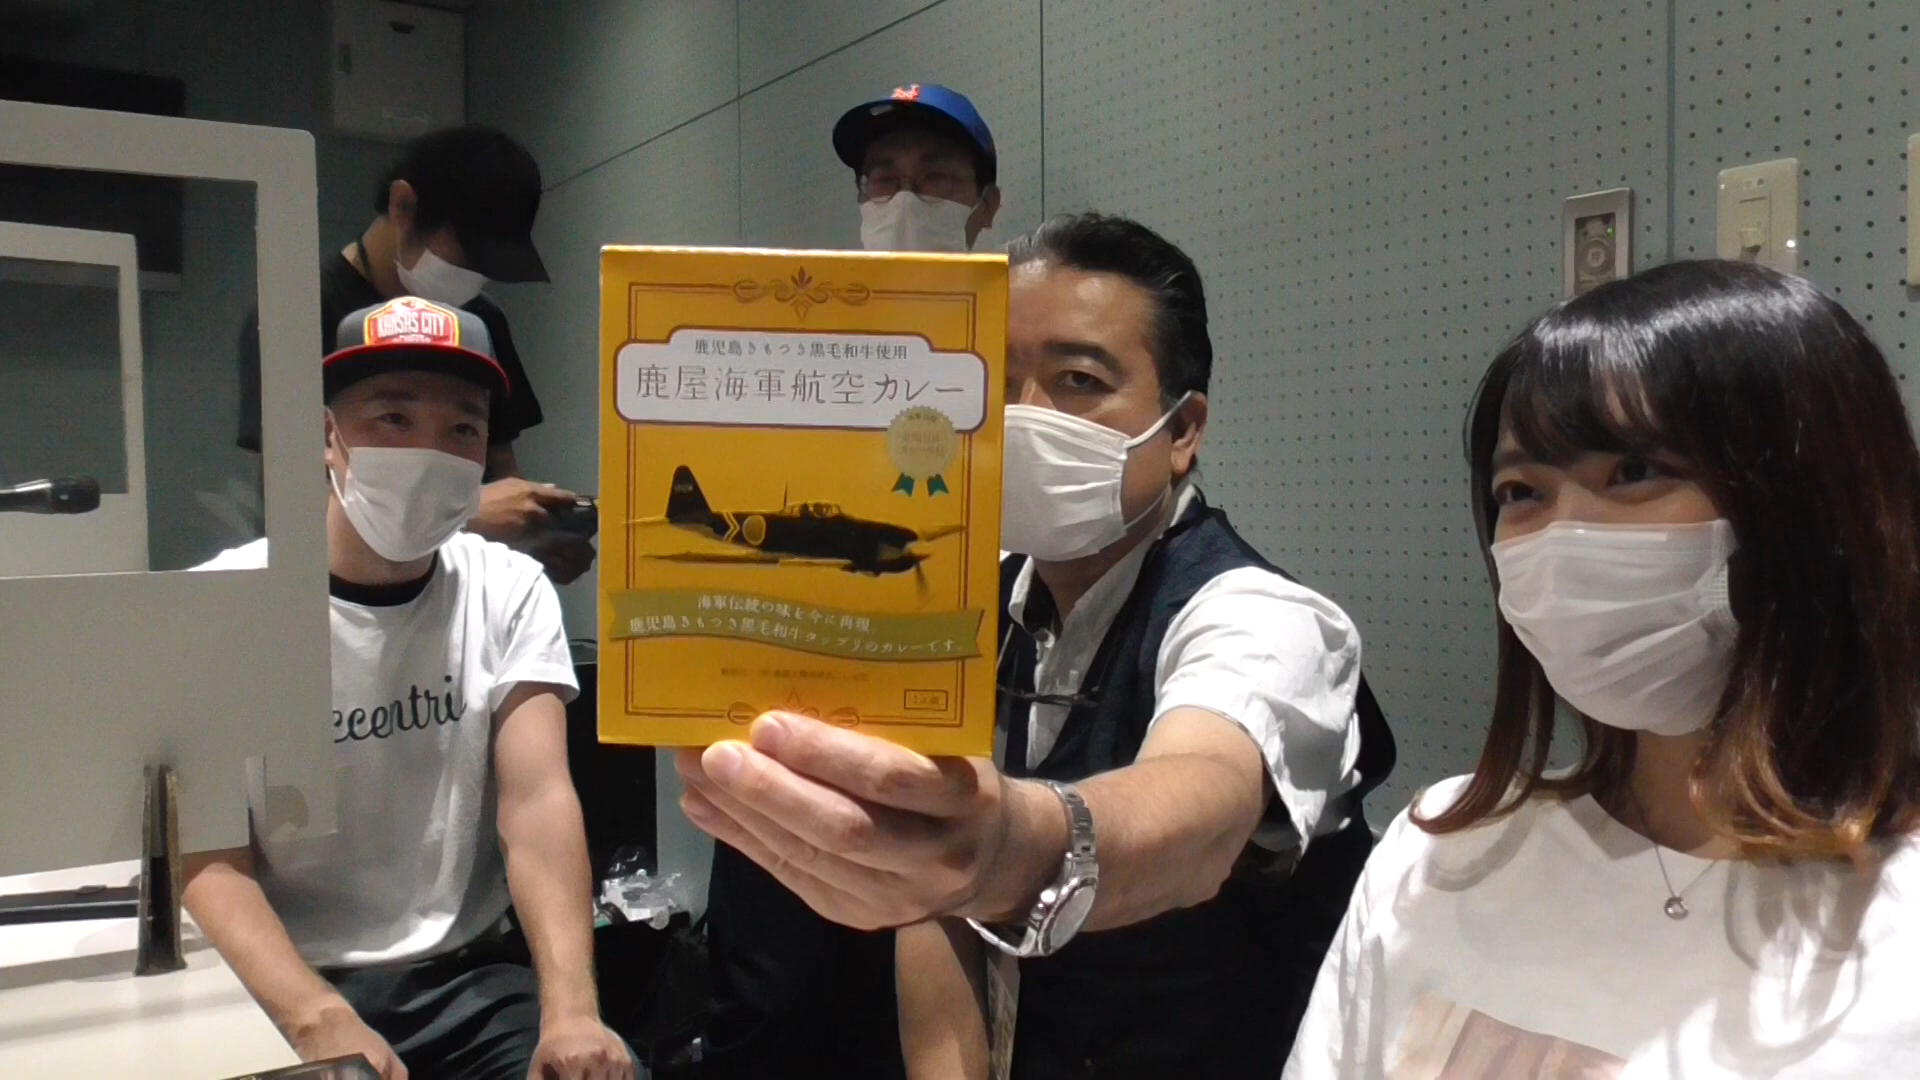 KANSAS CITY
鹿児島きもつき黒毛和牛使用
鹿屋海軍航空カレー
海軍伝統の味を今に再現。
鹿児島きもつき黒毛和牛タップリのカレーです。
ccentri